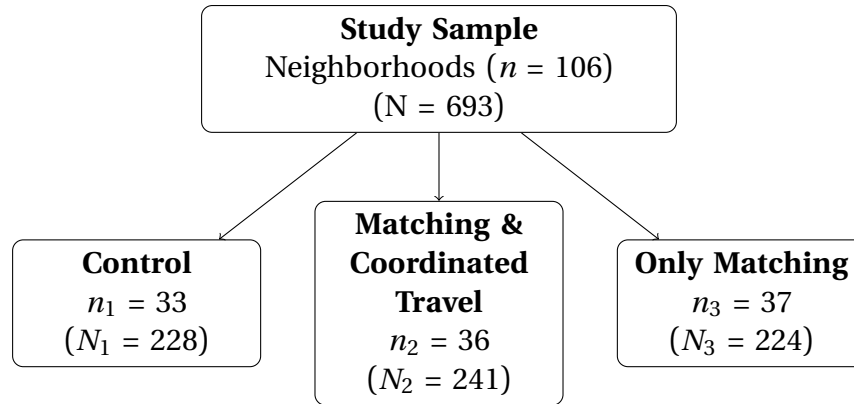 Study Sample
Neighborhoods (n = 106)
(N = 693)
Control
n₁ = 33
(N₁ = 228)
Matching &
Coordinated
Travel
n₂ = 36
(N₂ = 241)
Only Matching
n₃ = 37
(N₃ = 224)